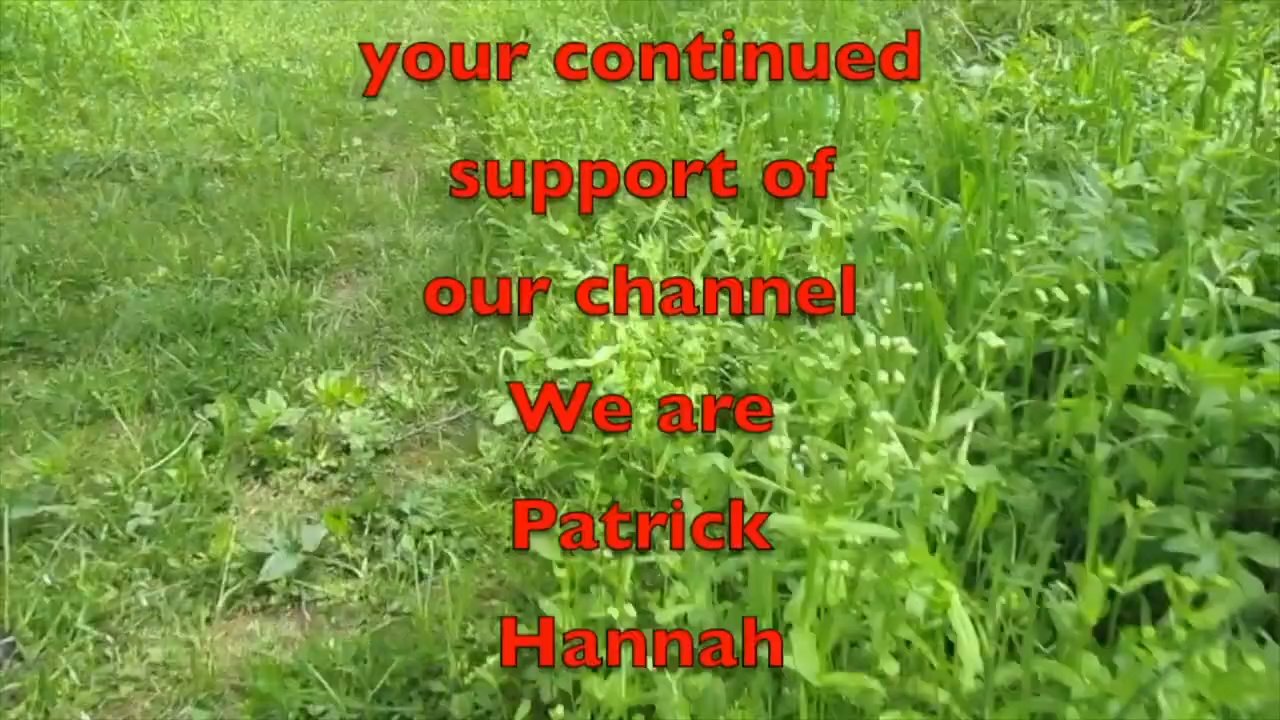 your continued
support of
our channel
We are
Patrick
Hannah